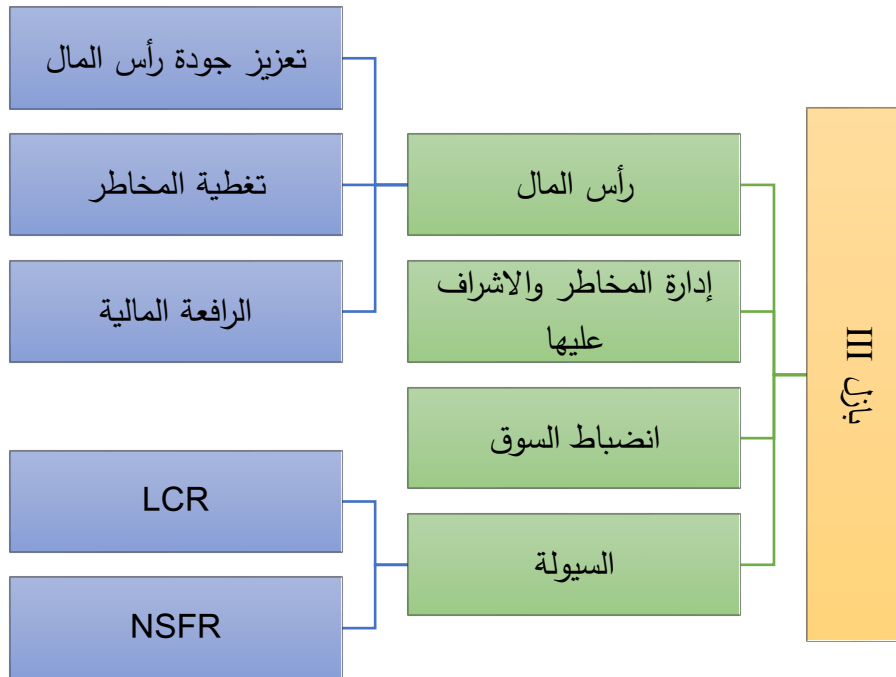 بازل III
رأس المال
تعزيز جودة رأس المال
تغطية المخاطر
الرافعة المالية
إدارة المخاطر والاشراف
عليها
انضباط السوق
السيولة
LCR
NSFR